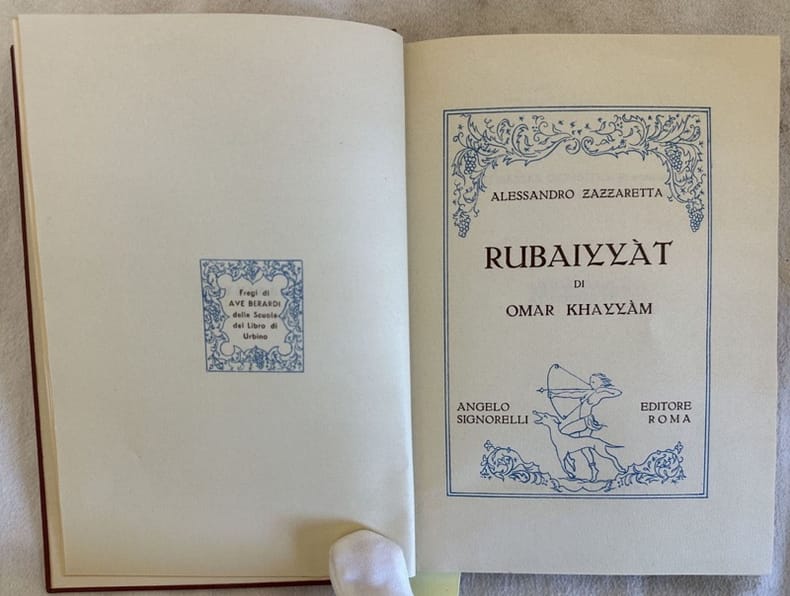 Fregi di
AVE BERARDI
delle Scuola
del Libro di
Urbino
ALESSANDRO ZAZZARETTA
RUBAIYYÀT
DI
OMAR KHAYYÀM
ANGELO
SIGNORELLI
EDITORE
ROMA